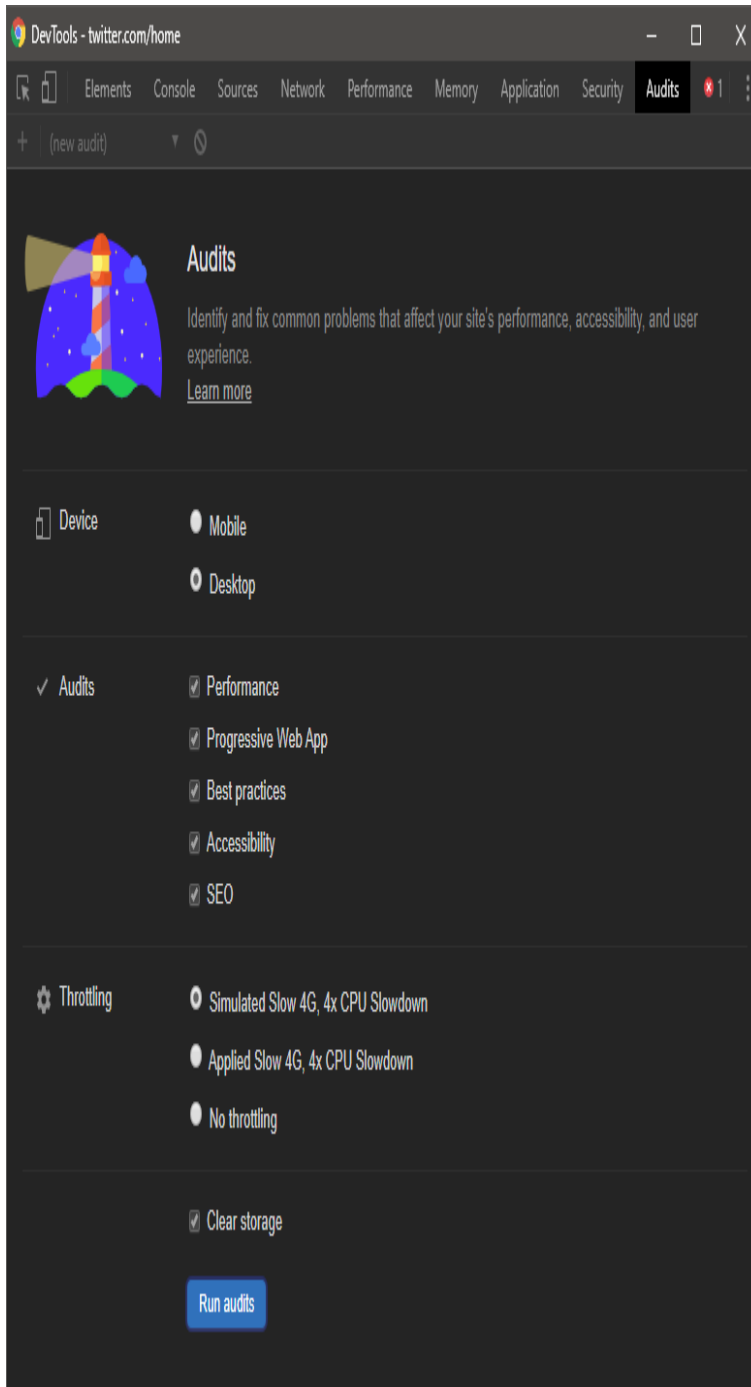 DevTools - twitter.com/home
Elements Console Sources Network Performance Memory Application Security Audits 1
(new audit)
Audits
Identify and fix common problems that affect your site's performance, accessibility, and user
experience.
Learn more
Device
Mobile
Desktop
Audits
Performance
Progressive Web App
Best practices
Accessibility
SEO
Throttling
Simulated Slow 4G, 4x CPU Slowdown
Applied Slow 4G, 4x CPU Slowdown
No throttling
Clear storage
Run audits